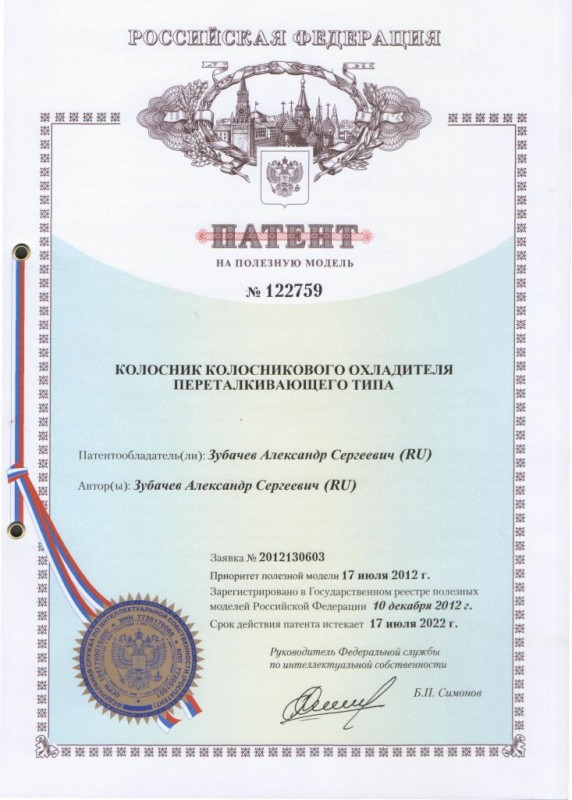 РОССИЙСКАЯ ФЕДЕРАЦИЯ
ПАТЕНТ
НА ПОЛЕЗНУЮ МОДЕЛЬ
№ 122759
КОЛОСНИК КОЛОСНИКОВОГО ОХЛАДИТЕЛЯ
ПЕРЕТАЛКИВАЮЩЕГО ТИПА
Патентообладатель(ли): Зубачев Александр Сергеевич (RU)
Автор(ы): Зубачев Александр Сергеевич (RU)
Заявка № 2012130603
Приоритет полезной модели 17 июля 2012 г.
Зарегистрировано в Государственном реестре полезных
моделей Российской Федерации 10 декабря 2012 г.
Срок действия патента истекает 17 июля 2022 г.
Руководитель Федеральной службы
по интеллектуальной собственности
Б.П. Симонов